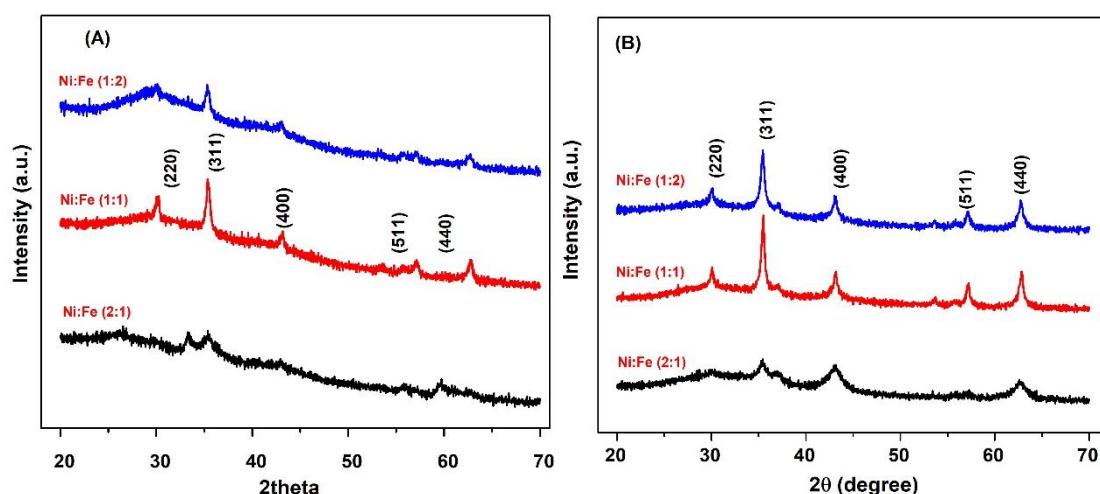 (A)
Ni:Fe (1:2)
(220)
(311)
(400)
(511)
(440)
Ni:Fe (1:1)
Ni:Fe (2:1)
Intensity (a.u.)
20 30 40 50 60 70
2theta
(B)
(311)
(220)
(400)
(511)
(440)
Ni:Fe (1:2)
Ni:Fe (1:1)
Ni:Fe (2:1)
Intensity (a.u.)
20 30 40 50 60 70
2θ (degree)